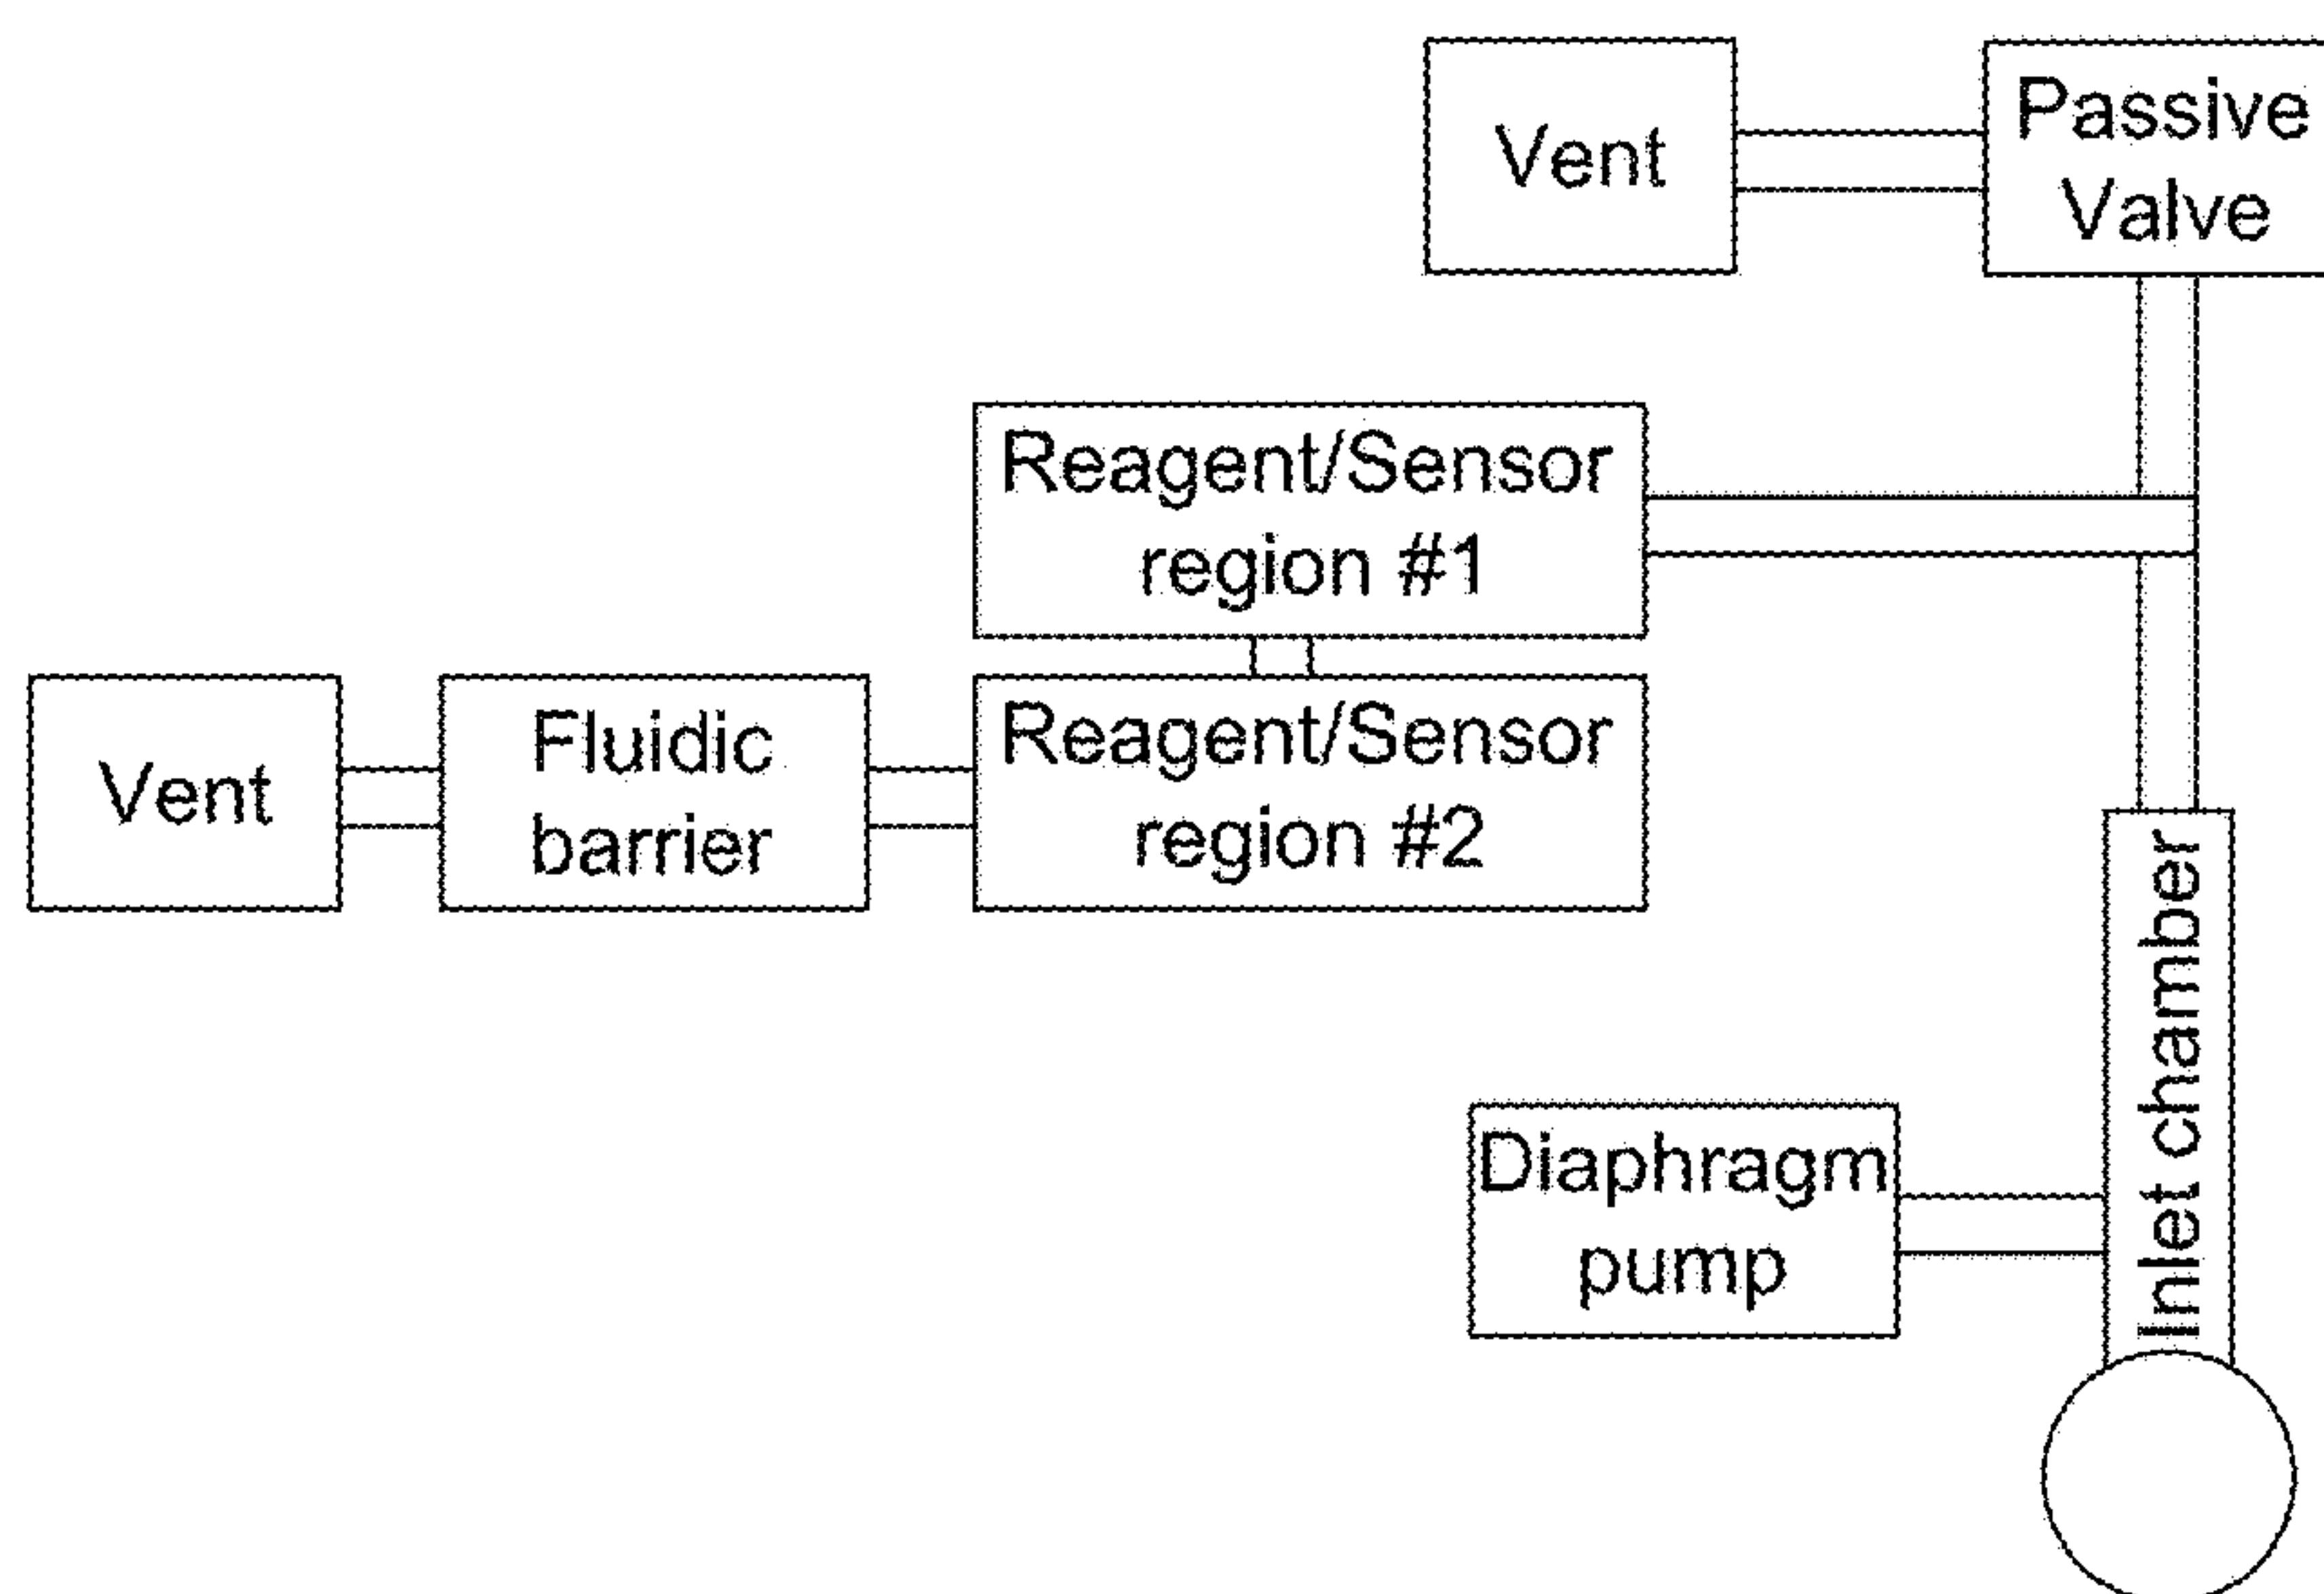 Vent
Passive
Valve
Reagent/Sensor
region #1
Vent
Fluidic
barrier
Reagent/Sensor
region #2
Inlet chamber
Diaphragm
pump